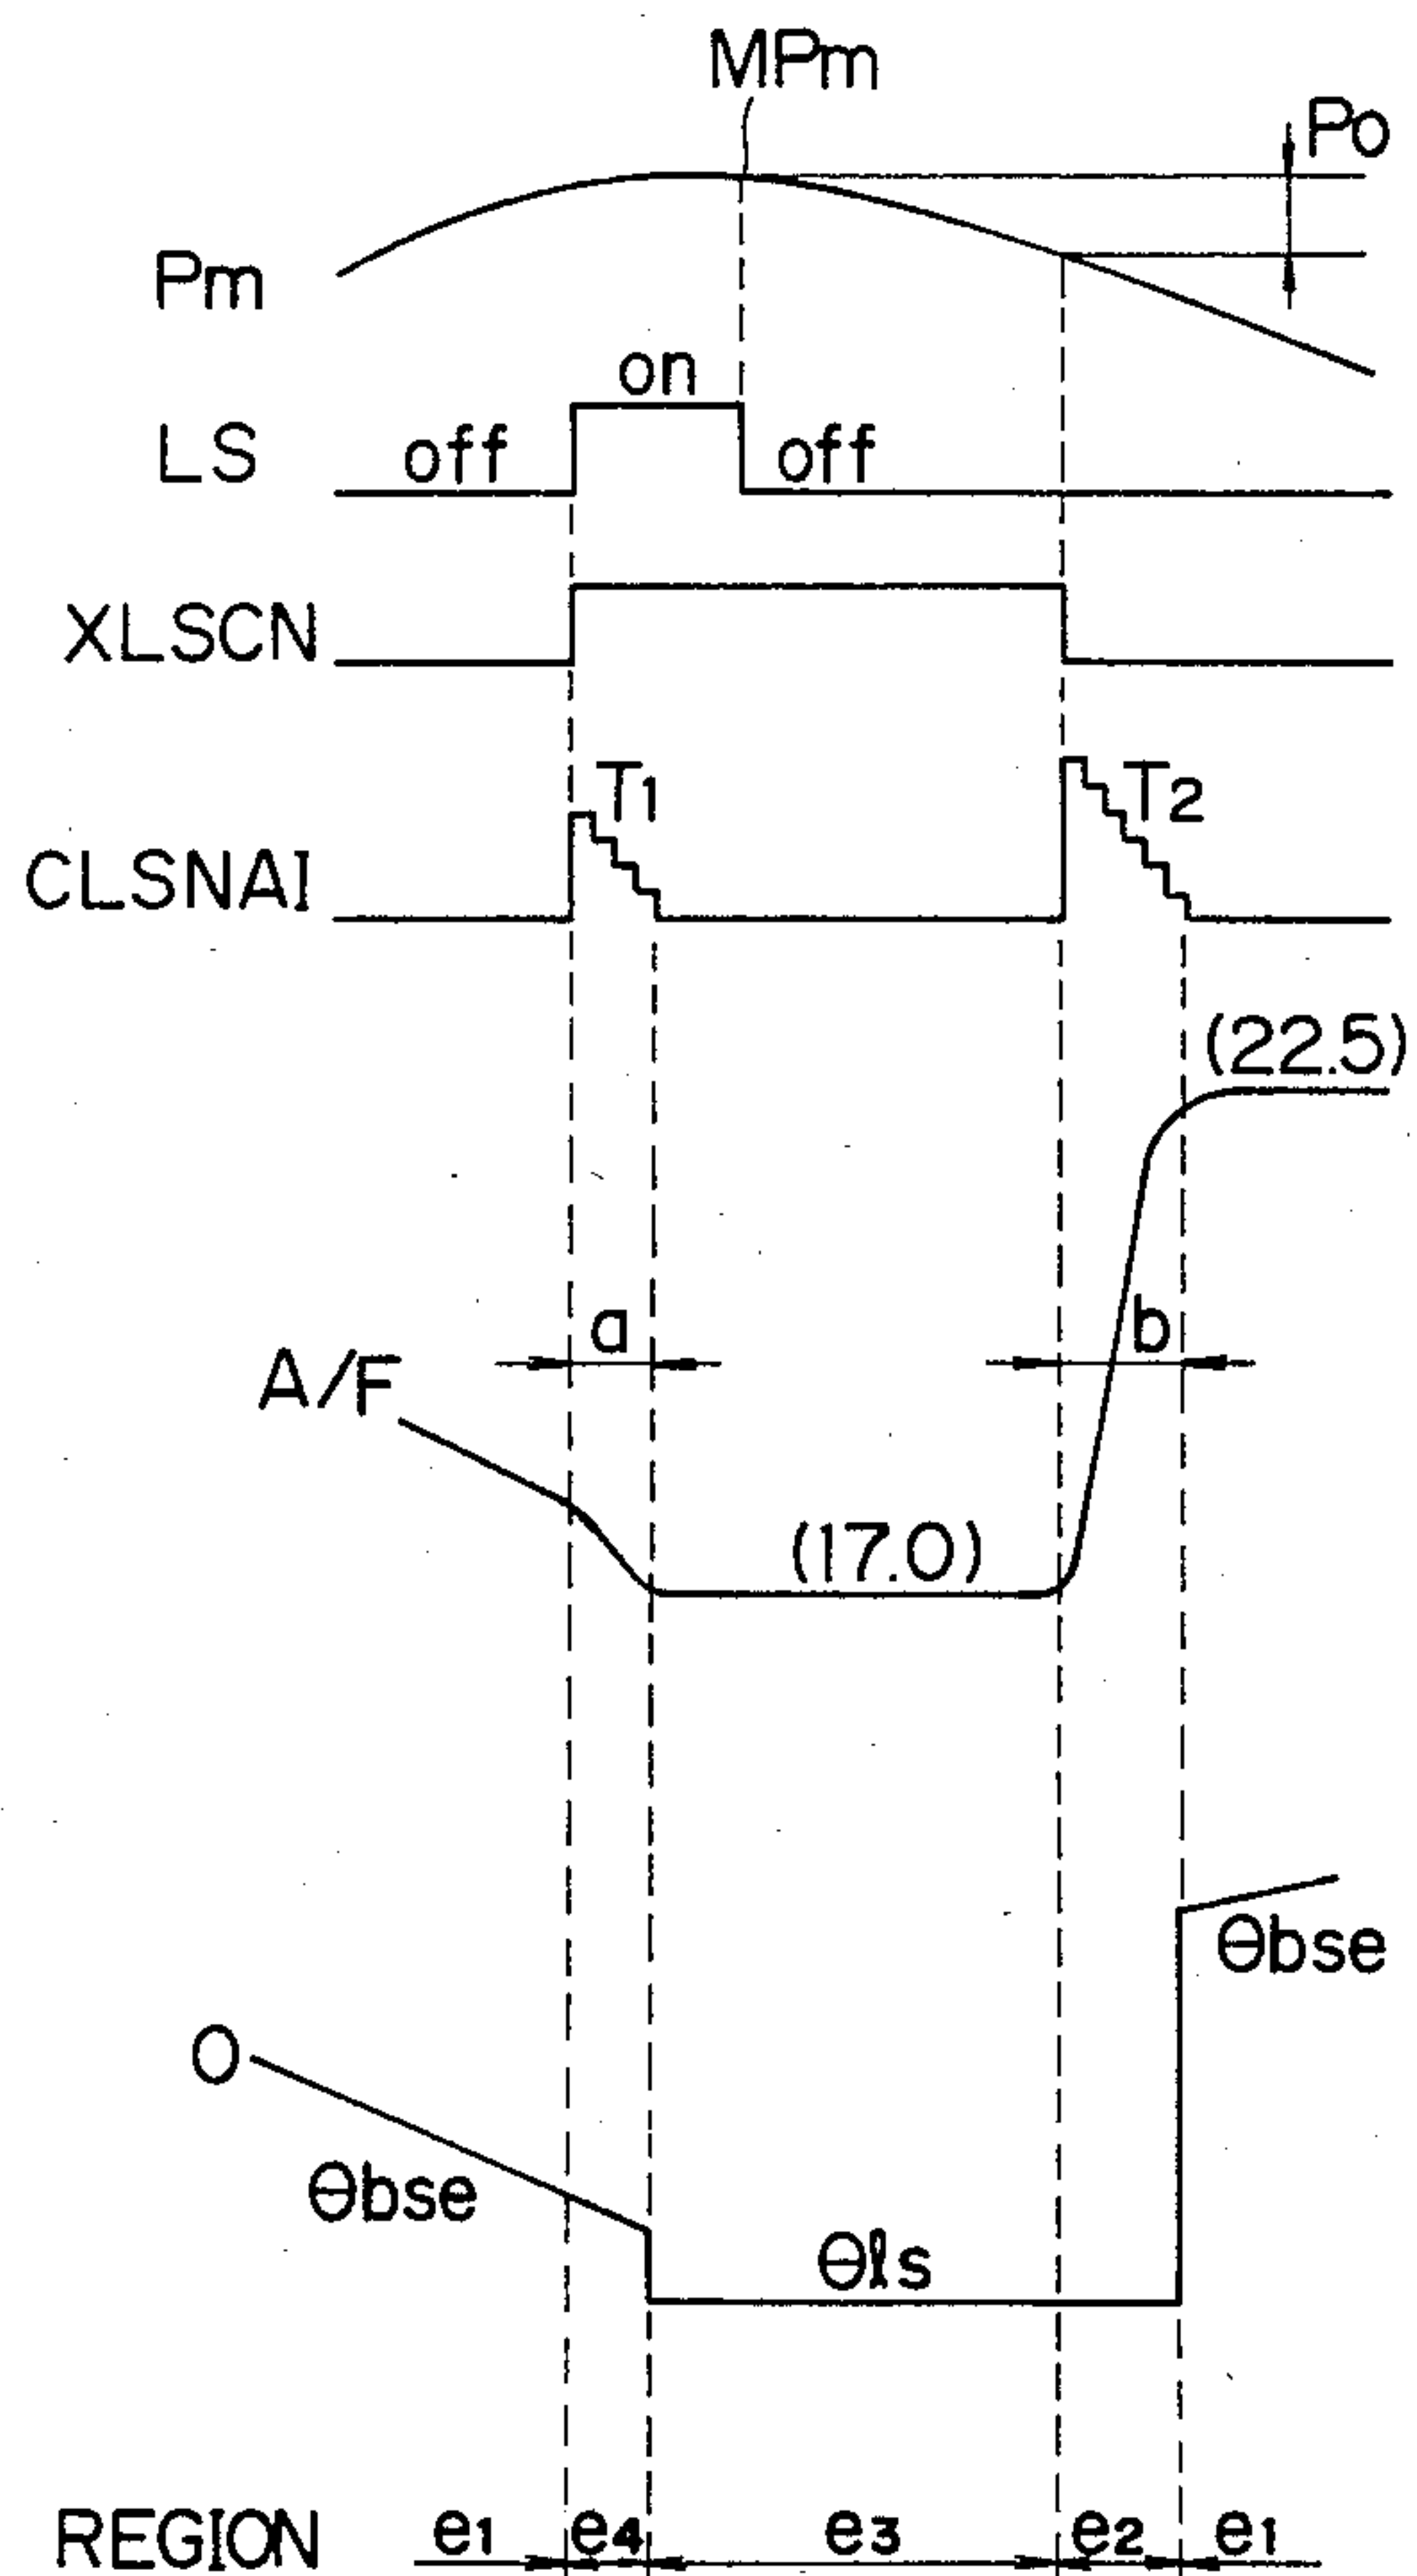 MPm
Po
Pm
on
LS off off
XLSCN
T1 T2
CLSNAI
(22.5)
a b
A/F
(17.0)
Θbse
O
Θbse
Θls
REGION e1 e4 e3 e2 e1